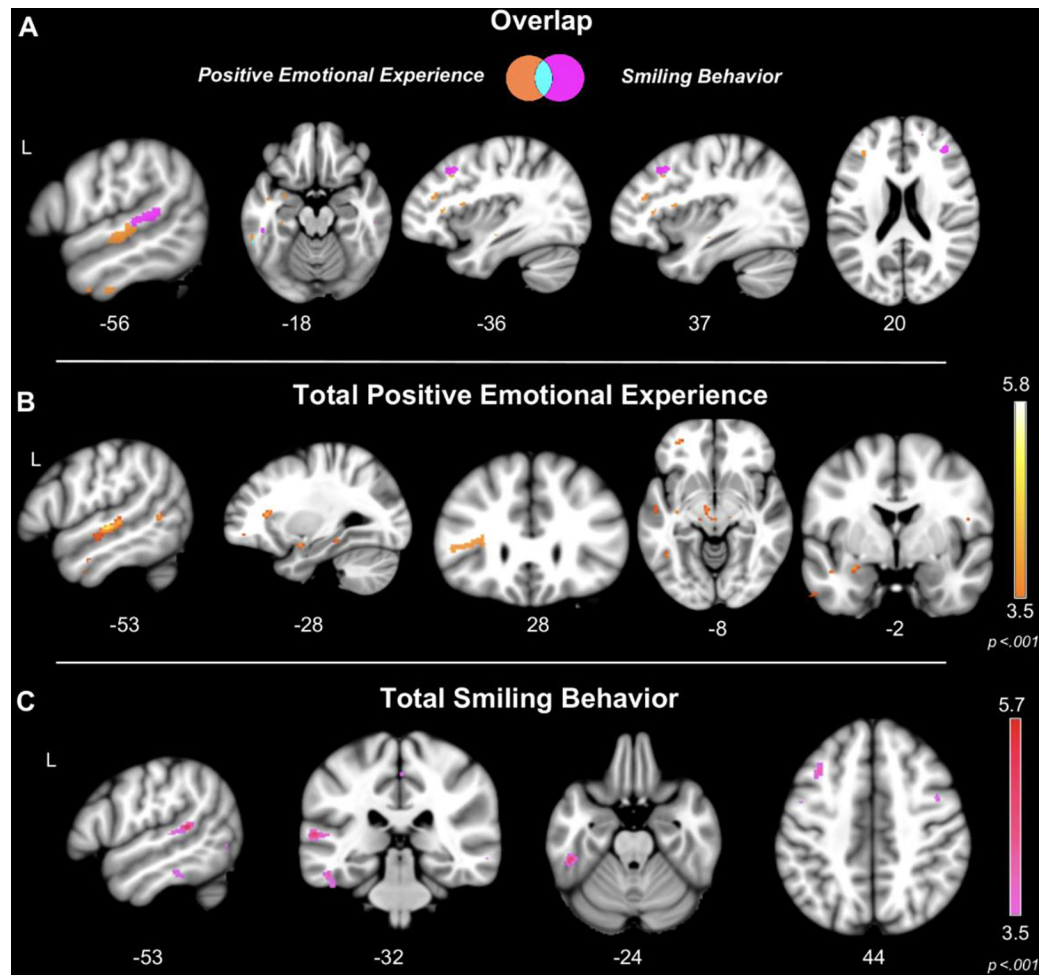 A
Overlap
Positive Emotional Experience
Smiling Behavior
L
-56
-18
-36
37
20
B
Total Positive Emotional Experience
5.8
L
-53
-28
28
-8
-2
3.5
p <.001
C
Total Smiling Behavior
5.7
L
-53
-32
-24
44
3.5
p <.001